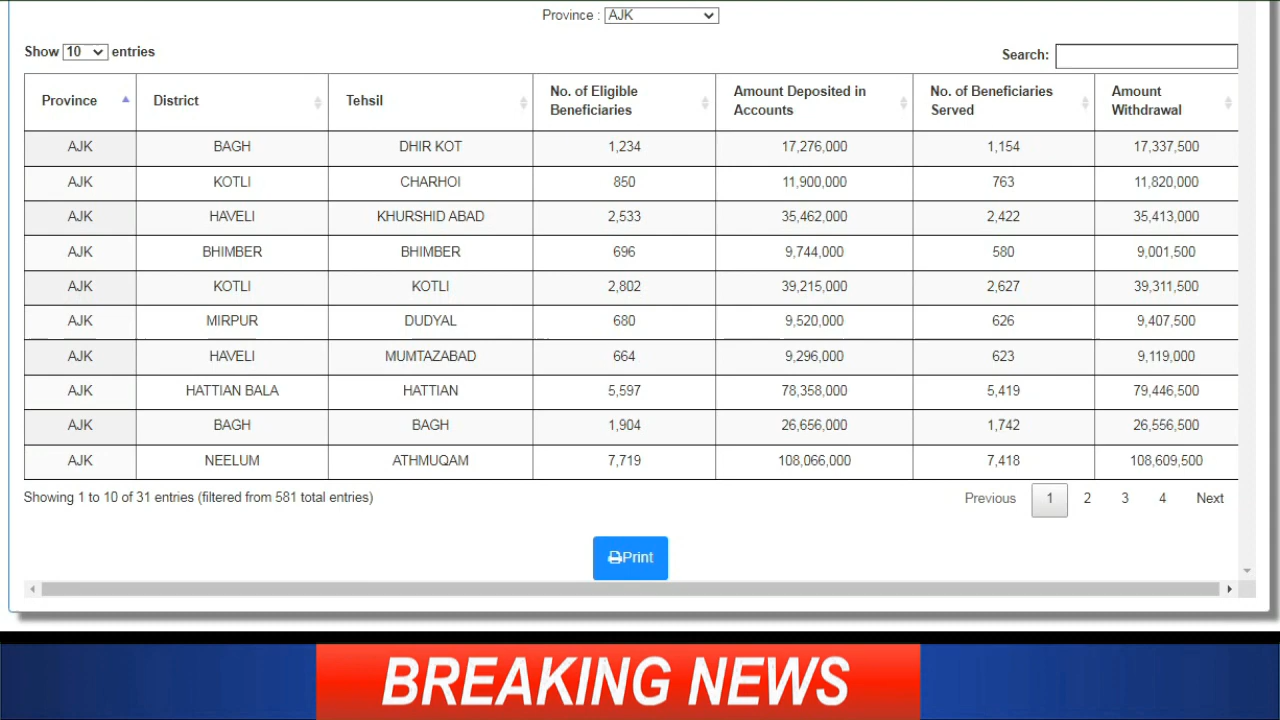 Province : AJK
Show 10 entries Search:
Province District Tehsil No. of Eligible Beneficiaries Amount Deposited in Accounts No. of Beneficiaries Served Amount Withdrawal
AJK BAGH DHIR KOT 1,234 17,276,000 1,154 17,337,500
AJK KOTLI CHARHOI 850 11,900,000 763 11,820,000
AJK HAVELI KHURSHID ABAD 2,533 35,462,000 2,422 35,413,000
AJK BHIMBER BHIMBER 696 9,744,000 580 9,001,500
AJK KOTLI KOTLI 2,802 39,215,000 2,627 39,311,500
AJK MIRPUR DUDYAL 680 9,520,000 626 9,407,500
AJK HAVELI MUMTAZABAD 664 9,296,000 623 9,119,000
AJK HATTIAN BALA HATTIAN 5,597 78,358,000 5,419 79,446,500
AJK BAGH BAGH 1,904 26,656,000 1,742 26,556,500
AJK NEELUM ATHMUQAM 7,719 108,066,000 7,418 108,609,500
Showing 1 to 10 of 31 entries (filtered from 581 total entries) Previous 1 2 3 4 Next
Print
BREAKING NEWS